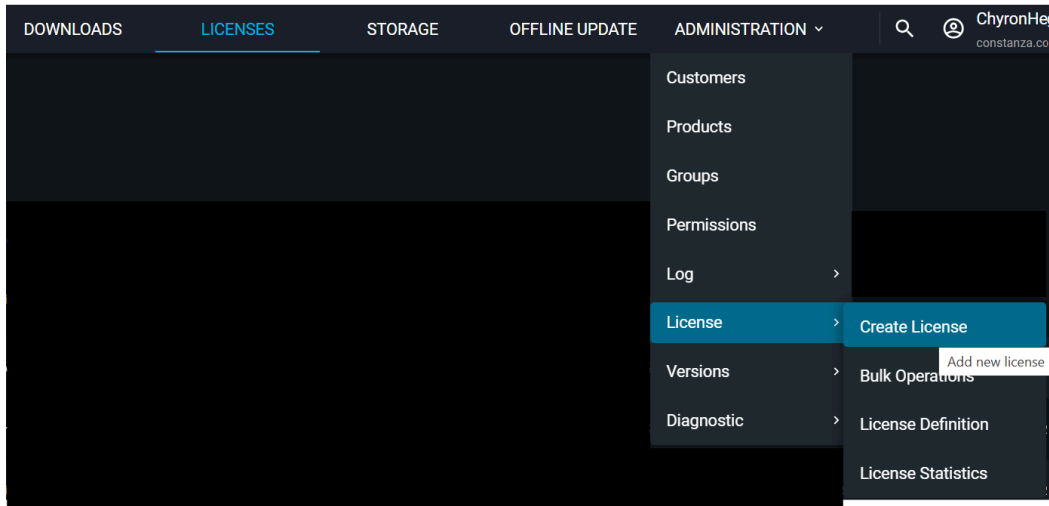 DOWNLOADS LICENSES STORAGE OFFLINE UPDATE ADMINISTRATION
Customers
Products
Groups
Permissions
Log
License
Versions
Diagnostic
Create License
Add new license
Bulk Operations
License Definition
License Statistics